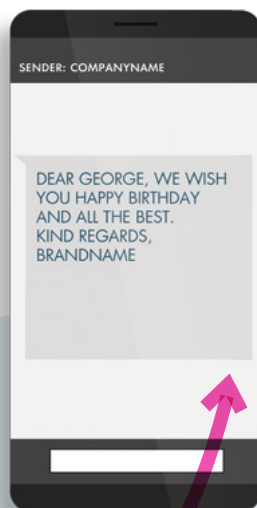 SENDER: COMPANYNAME
DEAR GEORGE, WE WISH
YOU HAPPY BIRTHDAY
AND ALL THE BEST.
KIND REGARDS,
BRANDNAME